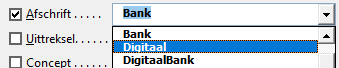 Afschrift ..... Bank
Bank
Uittreksel...... Digitaal
Concept ..... DigitaalBank